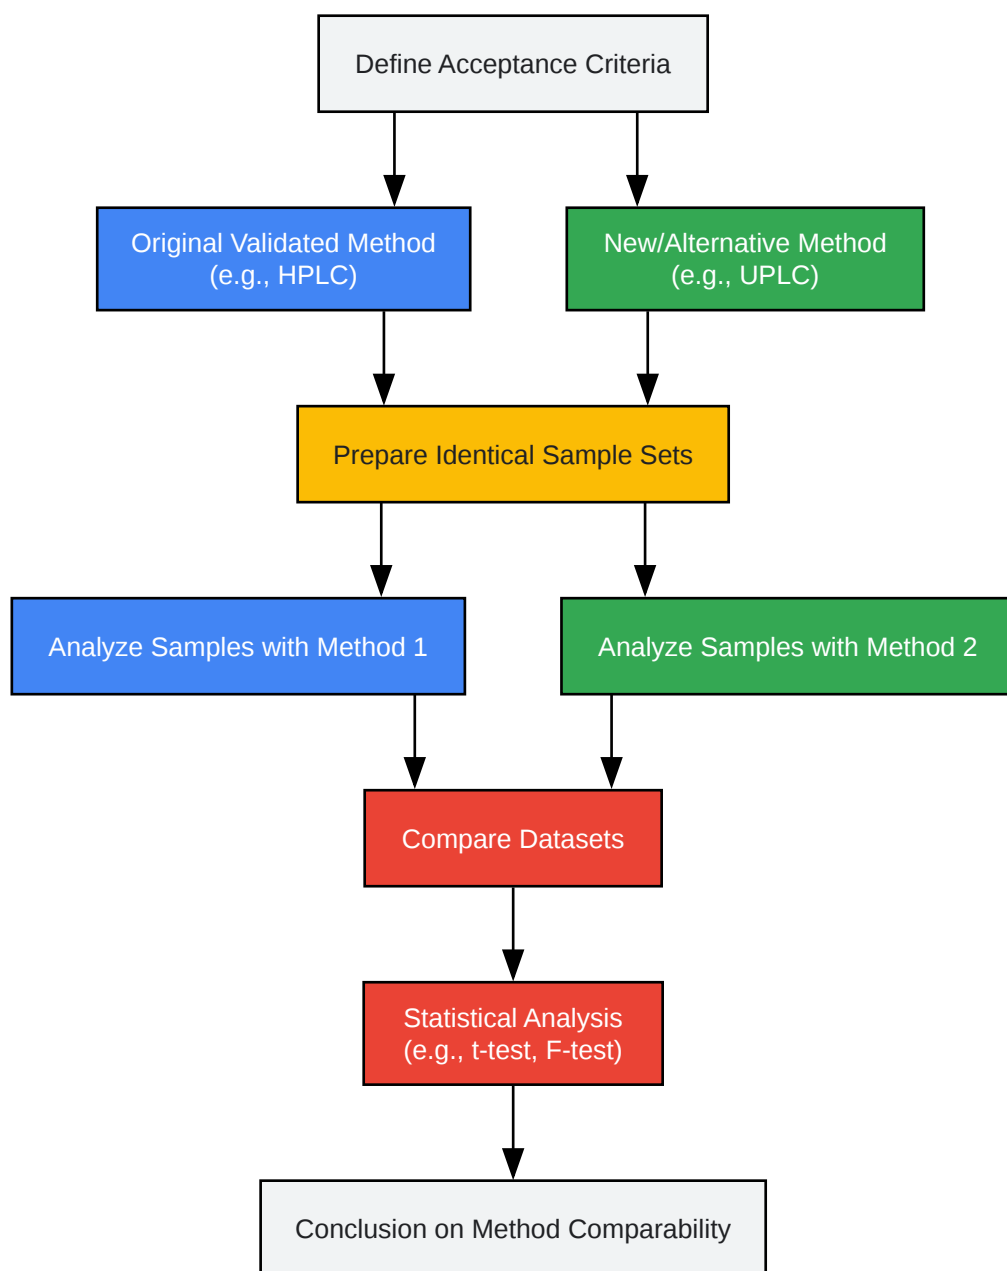 Define Acceptance Criteria
Original Validated Method
(e.g., HPLC)
New/Alternative Method
(e.g., UPLC)
Prepare Identical Sample Sets
Analyze Samples with Method 1
Analyze Samples with Method 2
Compare Datasets
Statistical Analysis
(e.g., t-test, F-test)
Conclusion on Method Comparability